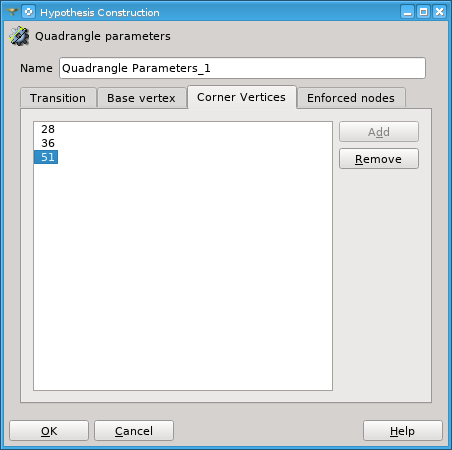 Hypothesis Construction
Quadrangle parameters
Name Quadrangle Parameters_1
Transition Base vertex Corner Vertices Enforced nodes
28 Add
36
51 Remove
OK Cancel Help